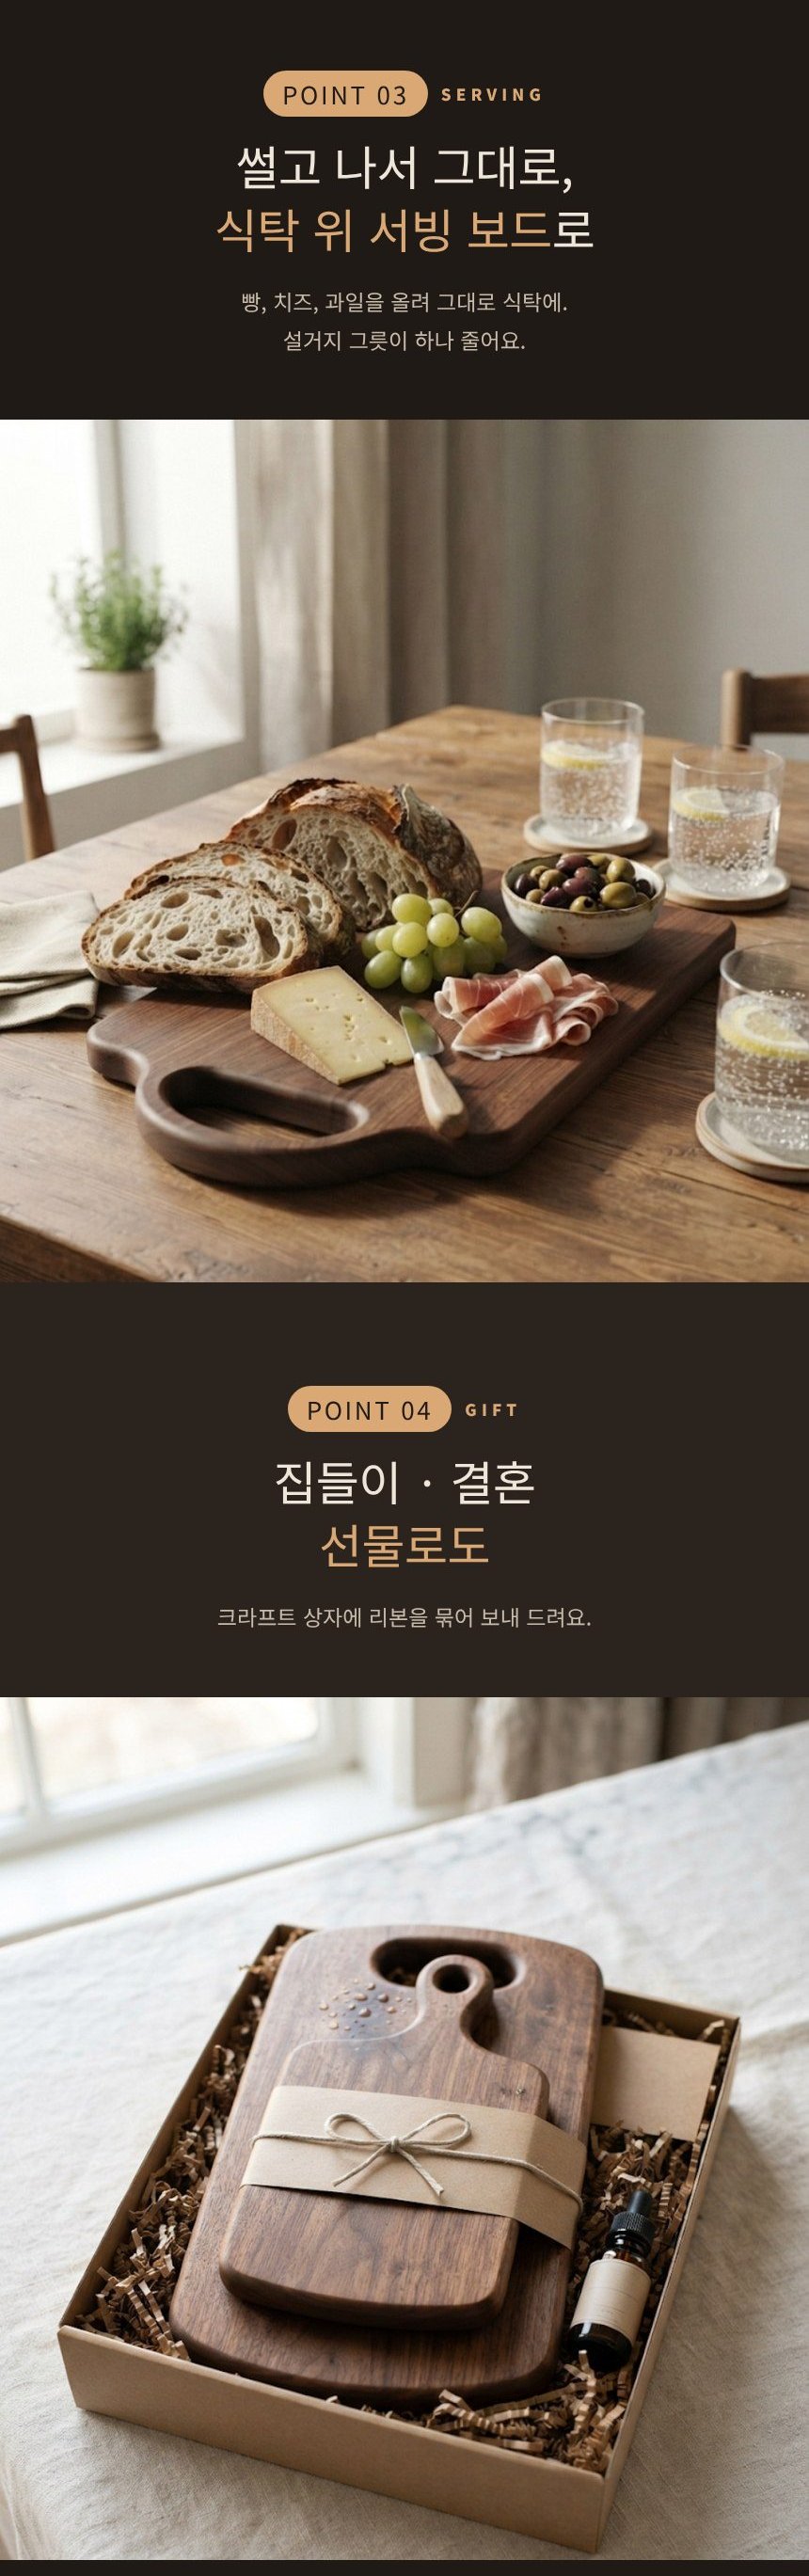 POINT 03 SERVING
썰고 나서 그대로,
식탁 위 서빙 보드로
빵, 치즈, 과일을 올려 그대로 식탁에.
설거지 그릇이 하나 줄어요.
POINT 04 GIFT
집들이 · 결혼
선물로도
크라프트 상자에 리본을 묶어 보내 드려요.